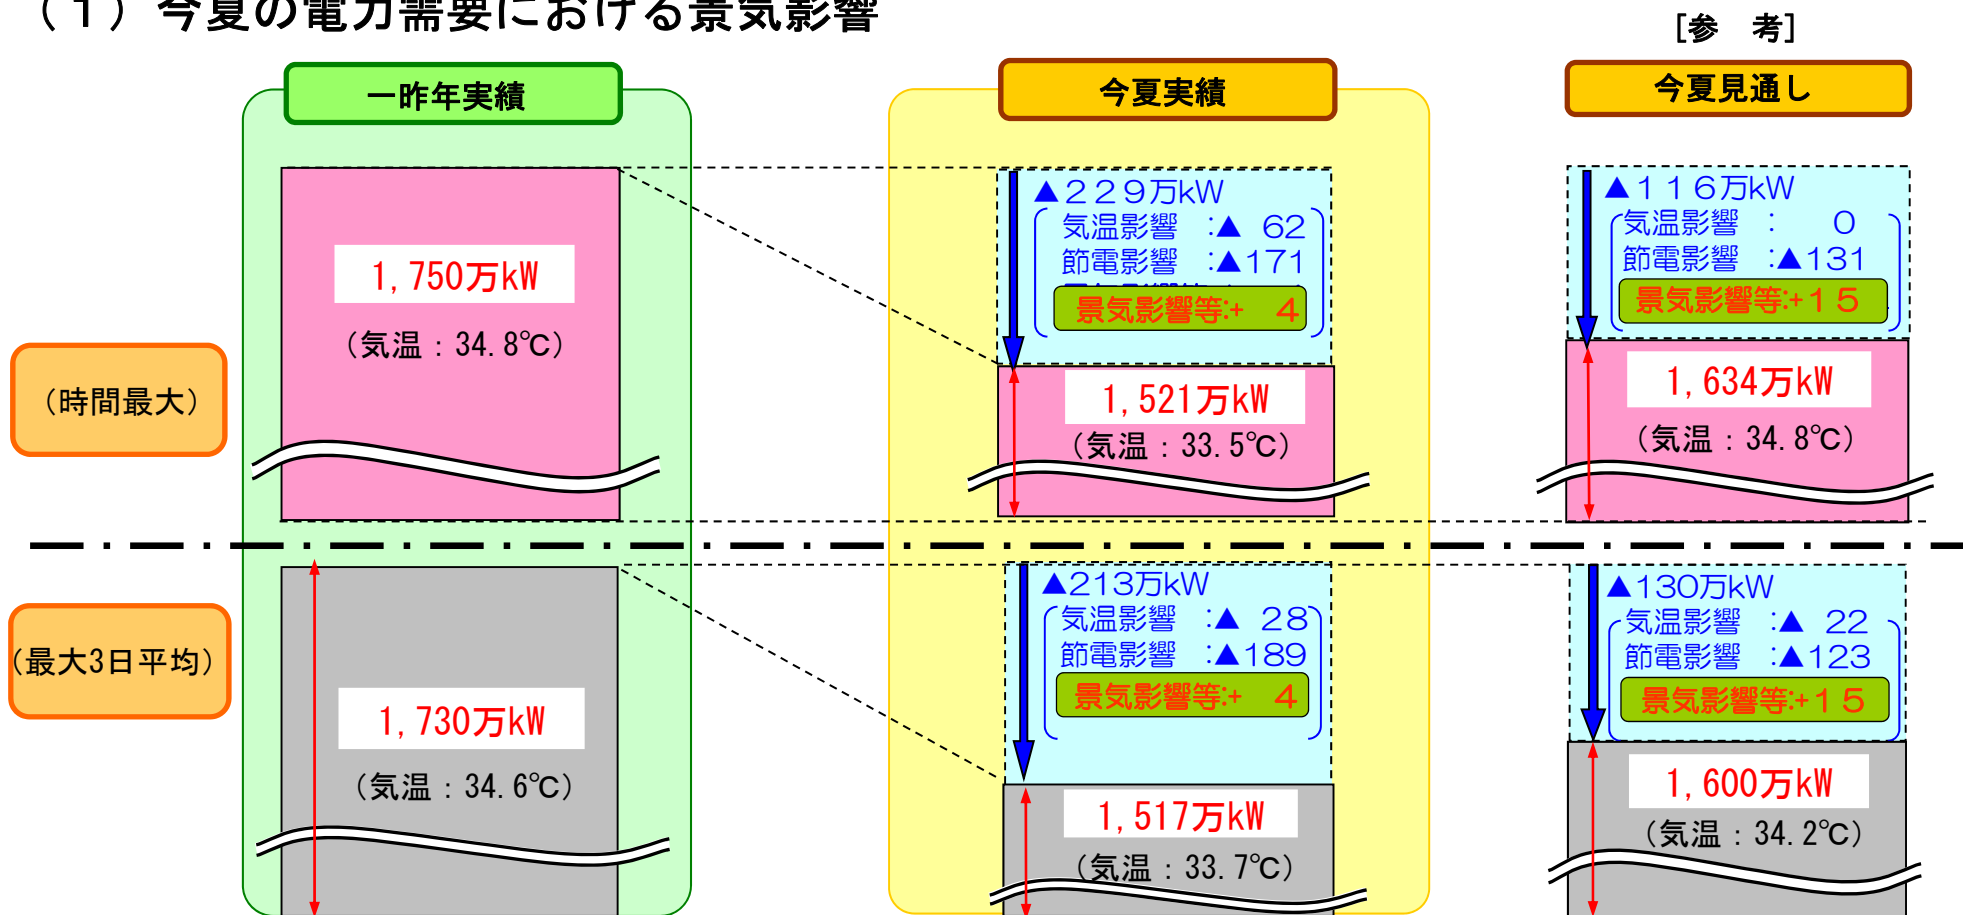 （１）今夏の電力需要における景気影響
[参　考]
一昨年実績
今夏実績
今夏見通し
▲２２９万kW
気温影響　：▲ 62
節電影響　：▲171
景気影響等:+　4
▲１１６万kW
気温影響　：　0
節電影響　：▲131
景気影響等:+１５
1,750万kW
（気温：34.8℃）
（時間最大）
1,521万kW
（気温：33.5℃）
1,634万kW
（気温：34.8℃）
▲213万kW
気温影響　：▲ 28
節電影響　：▲189
景気影響等:+　4
▲130万kW
気温影響　：▲ 22
節電影響　：▲123
景気影響等:+１５
（最大3日平均）
1,730万kW
（気温：34.6℃）
1,517万kW
（気温：33.7℃）
1,600万kW
（気温：34.2℃）